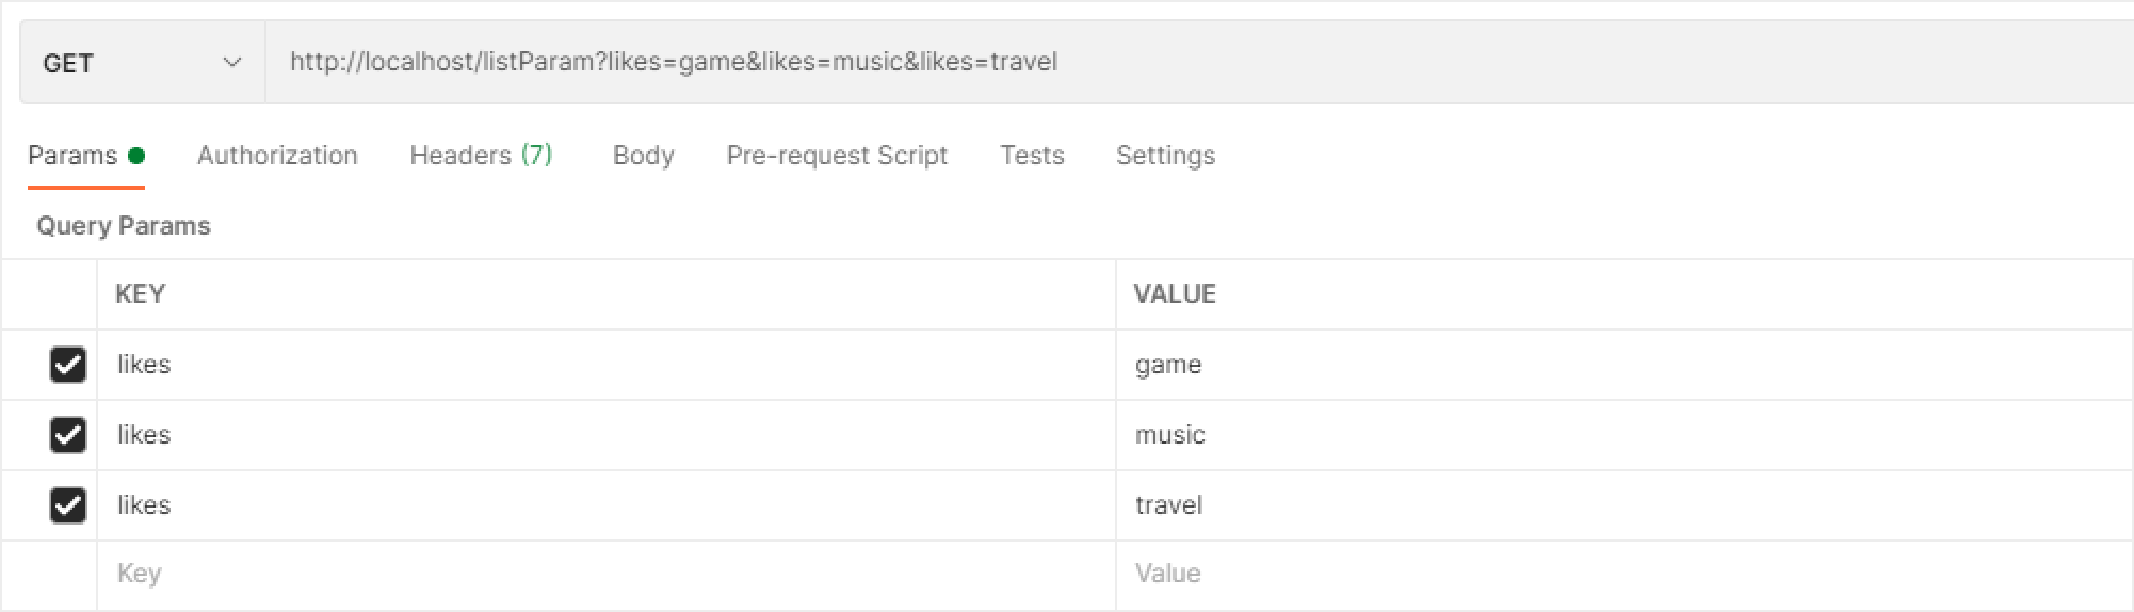 GET http://localhost/listParam?likes=game&likes=music&likes=travel
Params Authorization Headers (7) Body Pre-request Script Tests Settings
Query Params
KEY VALUE
likes game
likes music
likes travel
Key Value